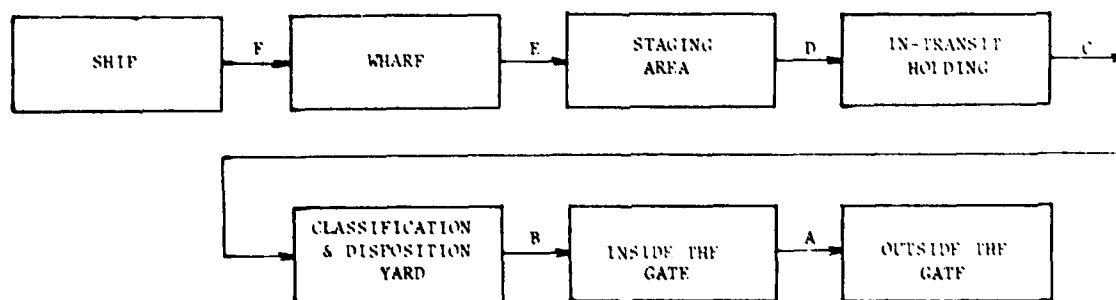 SHIP
F
WHARF
E
STAGING
AREA
D
IN-TRANSIT
HOLDING
C
CLASSIFICATION
& DISPOSITION
YARD
B
INSIDE THE
GATE
A
OUTSIDE THE
GATE